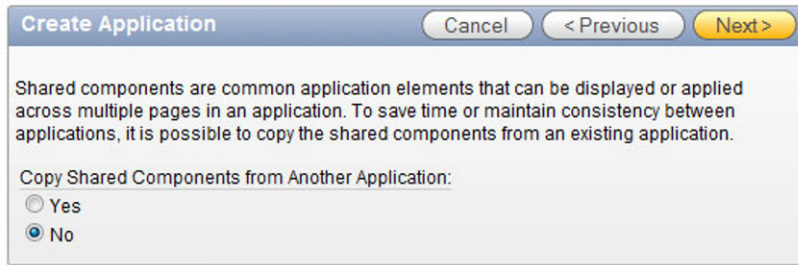 Create Application
Cancel
< Previous
Next >
Shared components are common application elements that can be displayed or applied
across multiple pages in an application. To save time or maintain consistency between
applications, it is possible to copy the shared components from an existing application.
Copy Shared Components from Another Application:
Yes
No